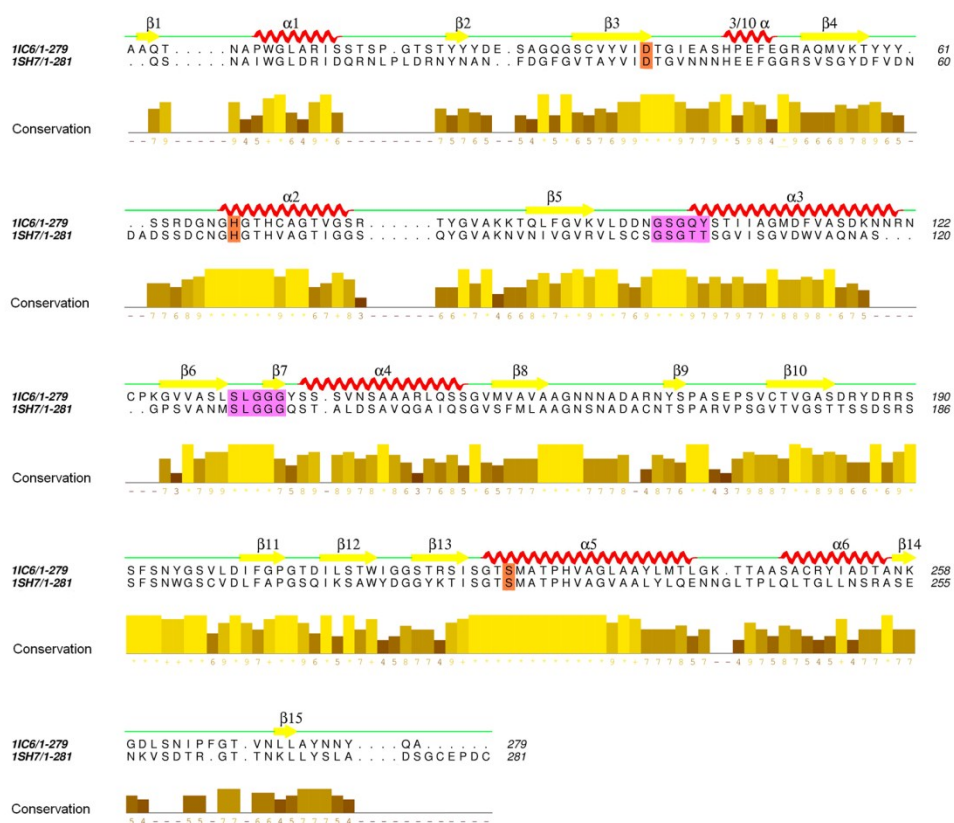 β1 α1 β2 β3 3/10 α β4
1IC6/1-279 AAQT.....NAPWGLARISSTSP.GTSTYYYDE.SAGQGSCVYVIDTGIEASHPEFEGRAQMVKTYYY. 61
1SH7/1-281 ..QS.....NAIWGLDRIDQRNLPLDRNYNAN..FDGFGVTAYVIDTGVNNNHEEFGGRSVSGYDFVDN 60
Conservation
α2 β5 α3
1IC6/1-279 ..SSRDGNGHGTHCAGTVGSR......TYGVAKKTQLFGVKVLDDNGSGQYSTIIAGMDFVASDKNNRN 122
1SH7/1-281 DADSSDCNGHGTHVAGTIGGS......QYGVAKNVNIVGVRVLSCSGSGTTSGVISGVDWVAQNAS... 120
Conservation
β6 β7 α4 β8 β9 β10
1IC6/1-279 CPKGVVASLSLGGGYSS.SVNSAAARLQSSGVMVAVAAGNNNADARNYSPASEPSVCTVGASDRYDRRS 190
1SH7/1-281 ..GPSVANMSLGGGQST.ALDSAVQGAIQSGVSFMLAAGNSNADACNTSPARVPSGVTVGSTTSSDSRS 186
Conservation
β11 β12 β13 α5 α6 β14
1IC6/1-279 SFSNYGSVLDIFGPGTDILSTWIGGSTRSISGTSMATPHVAGLAAYLMTLGK.TTAASACRYIADTANK 258
1SH7/1-281 SFSNWGSCVDLFAPGSQIKSAWYDGGYKTISGTSMATPHVAGVAALYLQENNGLTPLQLTGLLNSRASE 255
Conservation
β15
1IC6/1-279 GDLSNIPFGT.VNLLAYNNY....QA...... 279
1SH7/1-281 NKVSDTR.GT.TNKLLYSLA....DSGCEPDC 281
Conservation